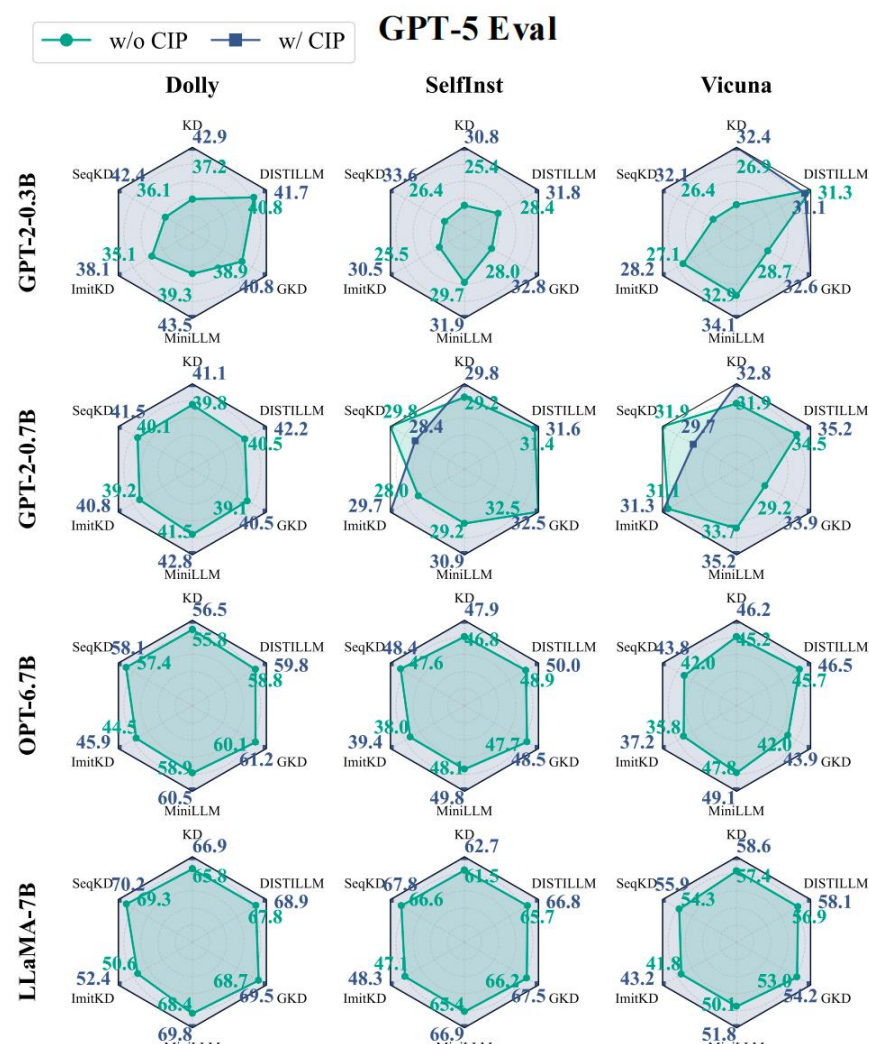 GPT-5 Eval
w/o CIP w/ CIP
Dolly SelfInst Vicuna
GPT-2-0.3B
KD
42.9
37.2
SeqKD 42.4
36.1
DISTILLM
41.7
40.8
35.1
38.1
ImitKD
38.9
40.8 GKD
39.3
43.5
MiniLLM
KD
30.8
25.4
SeqKD 33.6
26.4
DISTILLM
31.8
28.4
25.5
30.5
ImitKD
28.0
32.8 GKD
29.7
31.9
MiniLLM
KD
32.4
26.9
SeqKD 32.1
26.4
DISTILLM
31.3
31.1
27.1
28.2
ImitKD
28.7
32.6 GKD
32.9
34.1
MiniLLM
GPT-2-0.7B
KD
41.1
39.8
SeqKD 41.5
40.1
DISTILLM
42.2
40.5
39.2
40.8
ImitKD
39.1
40.5 GKD
41.5
42.8
MiniLLM
KD
29.8
29.2
SeqKD 29.8
28.4
DISTILLM
31.6
31.4
28.0
29.7
ImitKD
32.5
32.5 GKD
29.2
30.9
MiniLLM
KD
32.8
31.9
SeqKD 31.9
29.7
DISTILLM
35.2
34.5
31.1
31.3
ImitKD
29.2
33.9 GKD
33.7
35.2
MiniLLM
OPT-6.7B
KD
56.5
55.8
SeqKD 58.1
57.4
DISTILLM
59.8
58.8
44.5
45.9
ImitKD
60.1
61.2 GKD
58.9
60.5
MiniLLM
KD
47.9
46.8
SeqKD 48.4
47.6
DISTILLM
50.0
48.9
38.0
39.4
ImitKD
47.7
48.5 GKD
48.1
49.8
MiniLLM
KD
46.2
45.2
SeqKD 43.8
42.0
DISTILLM
46.5
45.7
35.8
37.2
ImitKD
42.0
43.9 GKD
47.8
49.1
MiniLLM
LLaMA-7B
KD
66.9
65.8
SeqKD 70.2
69.3
DISTILLM
68.9
67.8
50.6
52.4
ImitKD
68.7
69.5 GKD
68.4
69.8
KD
62.7
61.5
SeqKD 67.8
66.6
DISTILLM
66.8
65.7
47.1
48.3
ImitKD
66.2
67.5 GKD
65.4
66.9
KD
58.6
57.4
SeqKD 55.9
54.3
DISTILLM
58.1
56.9
41.8
43.2
ImitKD
53.0
54.2 GKD
50.1
51.8